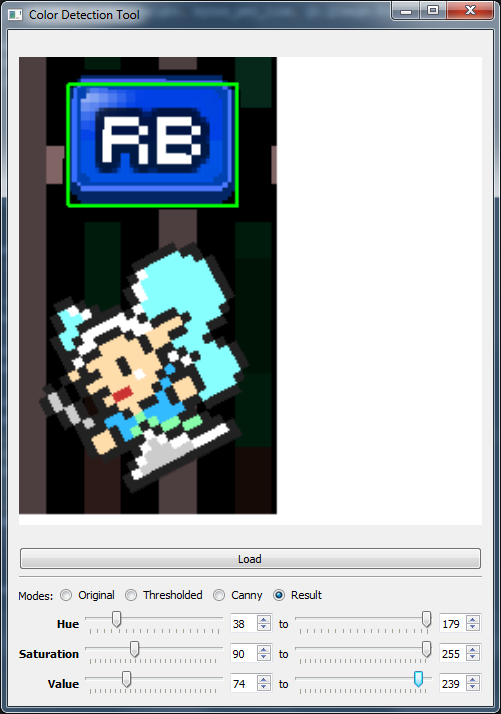 Color Detection Tool
RB
Load
Modes: Original Thresholded Canny Result
Hue 38 to 179
Saturation 90 to 255
Value 74 to 239